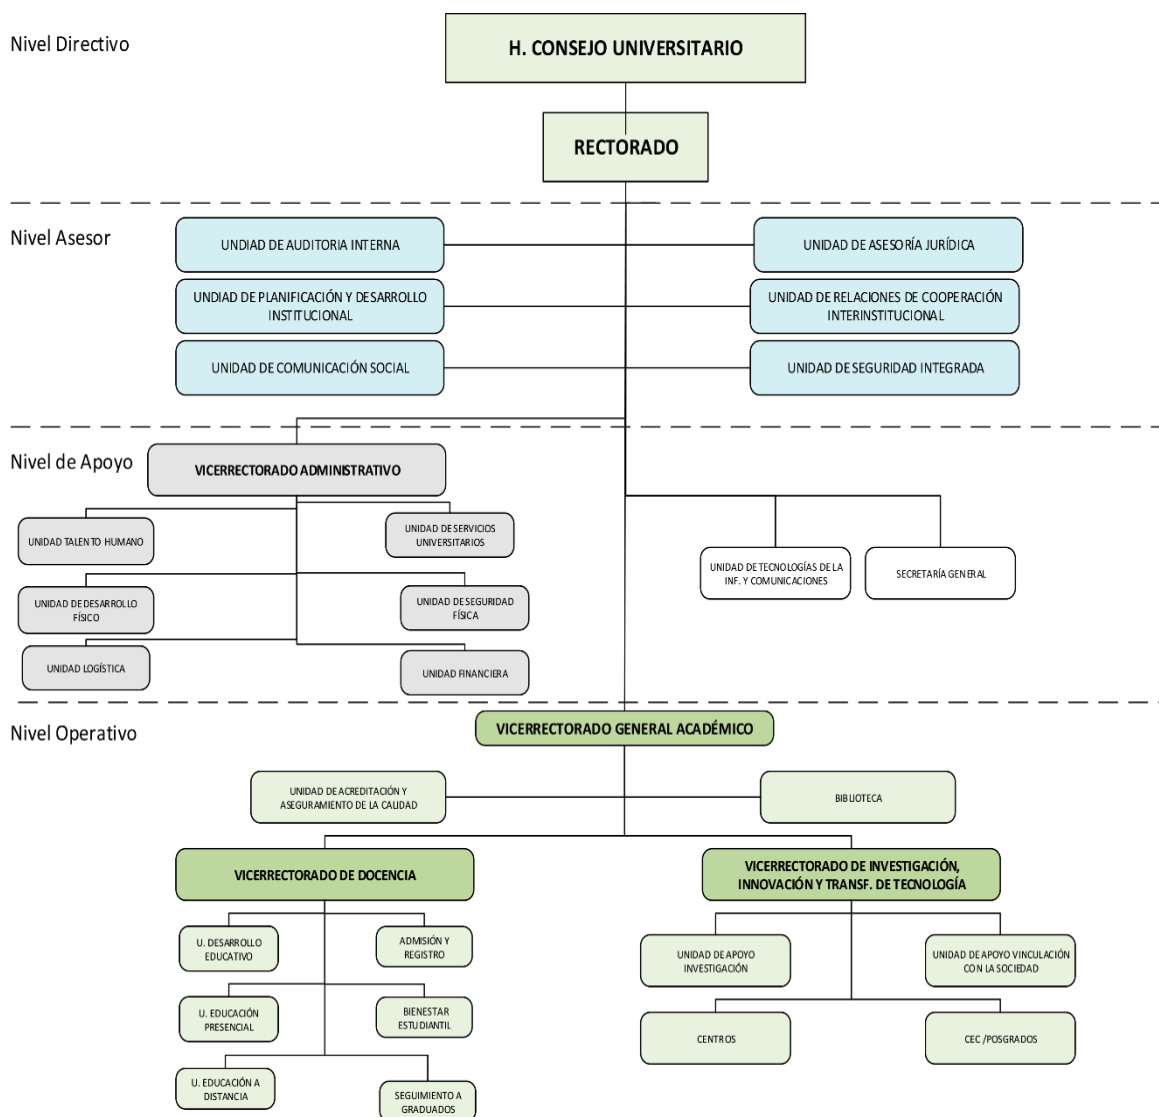 Nivel Directivo
H. CONSEJO UNIVERSITARIO
RECTORADO
Nivel Asesor
UNDIAD DE AUDITORIA INTERNA
UNIDAD DE ASESORÍA JURÍDICA
UNDIAD DE PLANIFICACIÓN Y DESARROLLO
INSTITUCIONAL
UNIDAD DE RELACIONES DE COOPERACIÓN
INTERINSTITUCIONAL
UNIDAD DE COMUNICACIÓN SOCIAL
UNIDAD DE SEGURIDAD INTEGRADA
Nivel de Apoyo
VICERRECTORADO ADMINISTRATIVO
UNIDAD TALENTO HUMANO
UNIDAD DE SERVICIOS
UNIVERSITARIOS
UNIDAD DE TECNOLOGÍAS DE LA
INF. Y COMUNICACIONES
SECRETARÍA GENERAL
UNIDAD DE DESARROLLO
FÍSICO
UNIDAD DE SEGURIDAD
FÍSICA
UNIDAD LOGÍSTICA
UNIDAD FINANCIERA
Nivel Operativo
VICERRECTORADO GENERAL ACADÉMICO
UNIDAD DE ACREDITACIÓN Y
ASEGURAMIENTO DE LA CALIDAD
BIBLIOTECA
VICERRECTORADO DE DOCENCIA
VICERRECTORADO DE INVESTIGACIÓN,
INNOVACIÓN Y TRANSF. DE TECNOLOGÍA
U. DESARROLLO
EDUCATIVO
ADMISIÓN Y
REGISTRO
UNIDAD DE APOYO
INVESTIGACIÓN
UNIDAD DE APOYO VINCULACIÓN
CON LA SOCIEDAD
U. EDUCACIÓN
PRESENCIAL
BIENESTAR
ESTUDIANTIL
CENTROS
CEC /POSGRADOS
U. EDUCACIÓN A
DISTANCIA
SEGUIMIENTO A
GRADUADOS